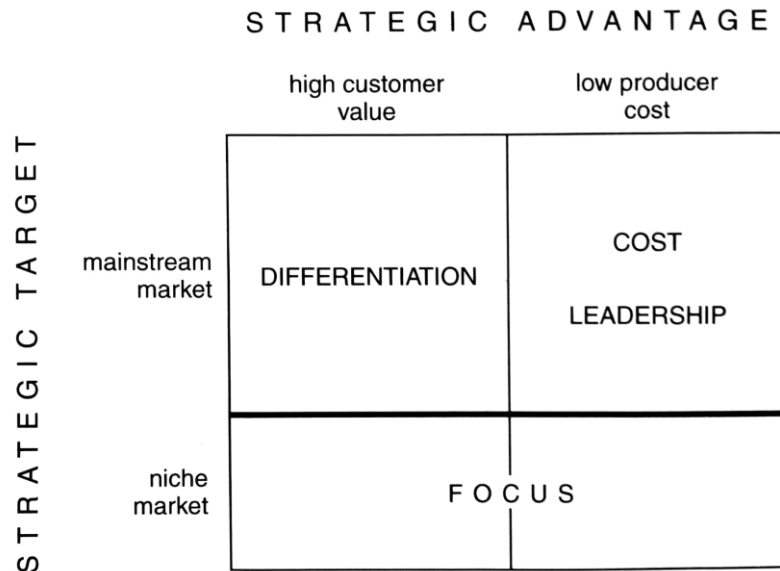 STRATEGIC ADVANTAGE
high customer
value
low producer
cost
STRATEGIC TARGET
mainstream
market
DIFFERENTIATION
COST
LEADERSHIP
niche
market
FOCUS